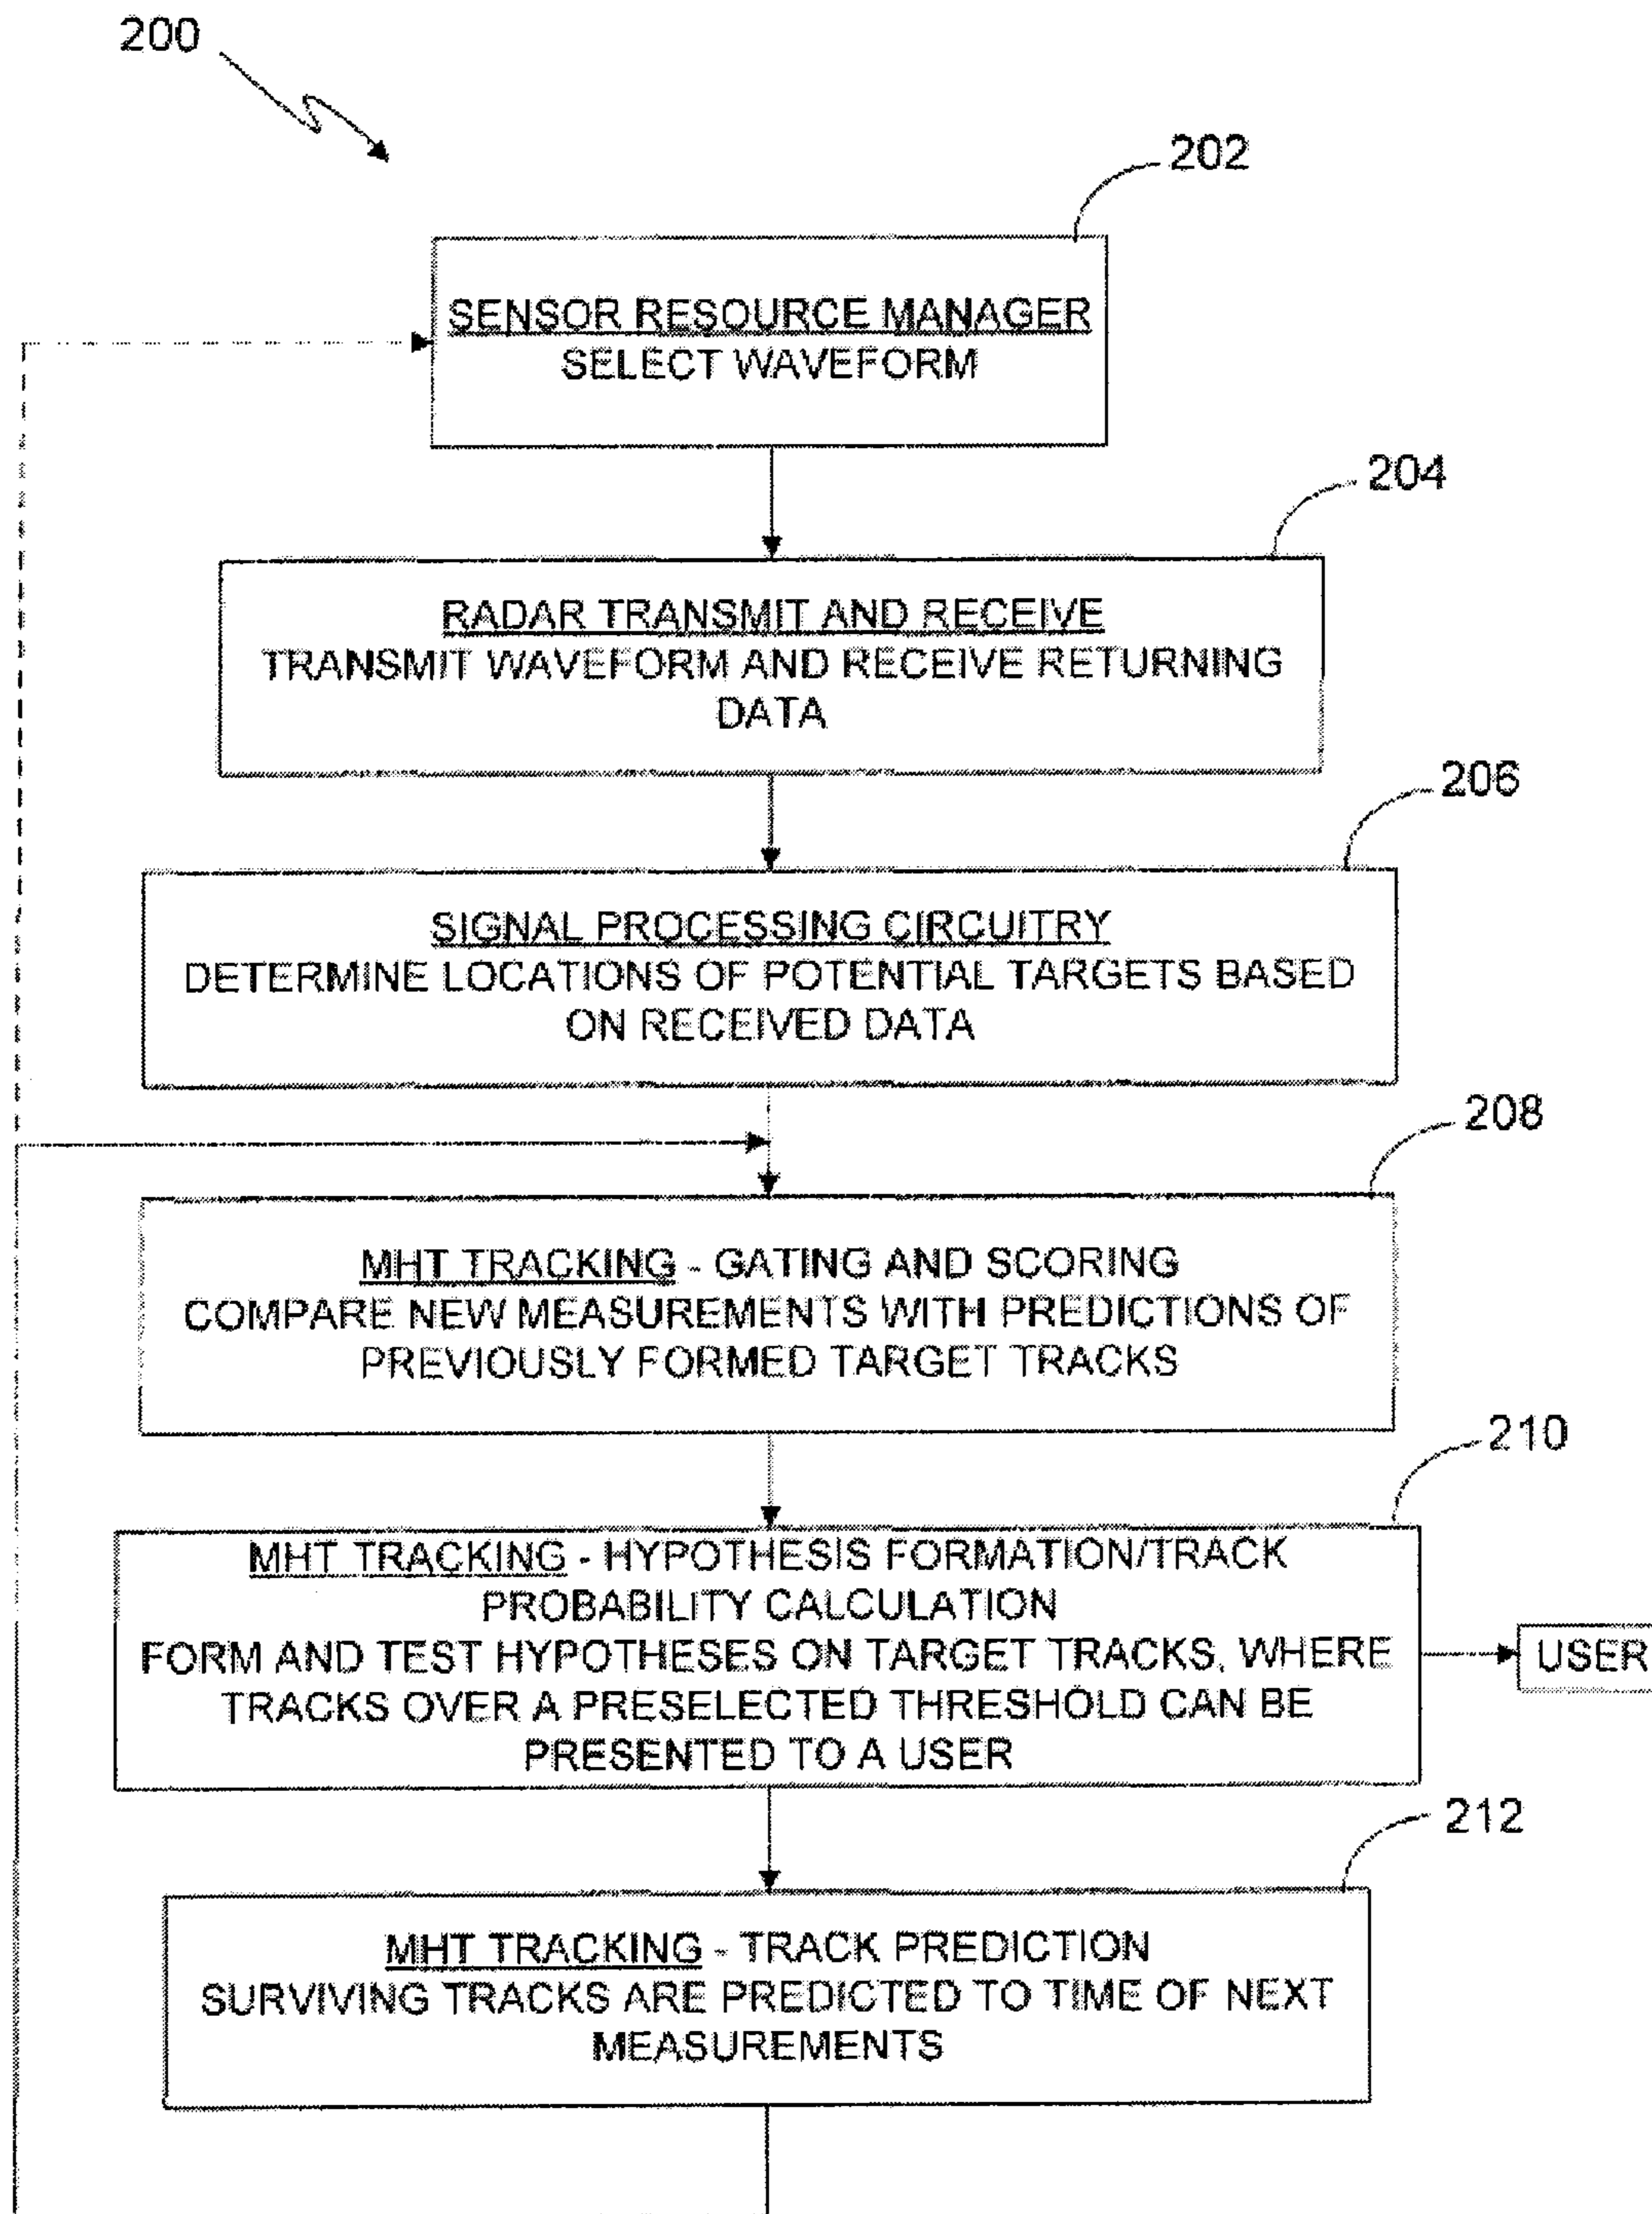 200
202
SENSOR RESOURCE MANAGER
SELECT WAVEFORM
204
RADAR TRANSMIT AND RECEIVE
TRANSMIT WAVEFORM AND RECEIVE RETURNING
DATA
206
SIGNAL PROCESSING CIRCUITRY
DETERMINE LOCATIONS OF POTENTIAL TARGETS BASED
ON RECEIVED DATA
208
MHT TRACKING - GATING AND SCORING
COMPARE NEW MEASUREMENTS WITH PREDICTIONS OF
PREVIOUSLY FORMED TARGET TRACKS
210
MHT TRACKING - HYPOTHESIS FORMATION/TRACK
PROBABILITY CALCULATION
FORM AND TEST HYPOTHESES ON TARGET TRACKS, WHERE
TRACKS OVER A PRESELECTED THRESHOLD CAN BE
PRESENTED TO A USER
USER
212
MHT TRACKING - TRACK PREDICTION
SURVIVING TRACKS ARE PREDICTED TO TIME OF NEXT
MEASUREMENTS